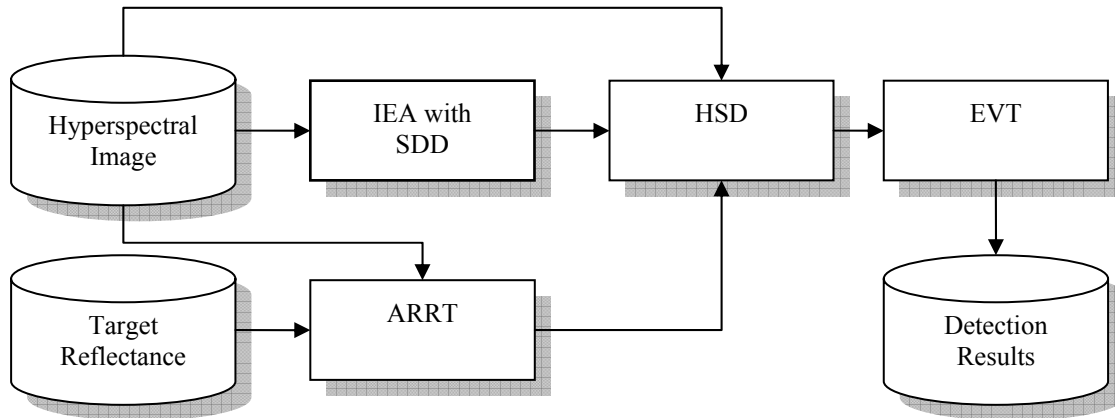 Hyperspectral
Image
IEA with
SDD
HSD
EVT
Target
Reflectance
ARRT
Detection
Results